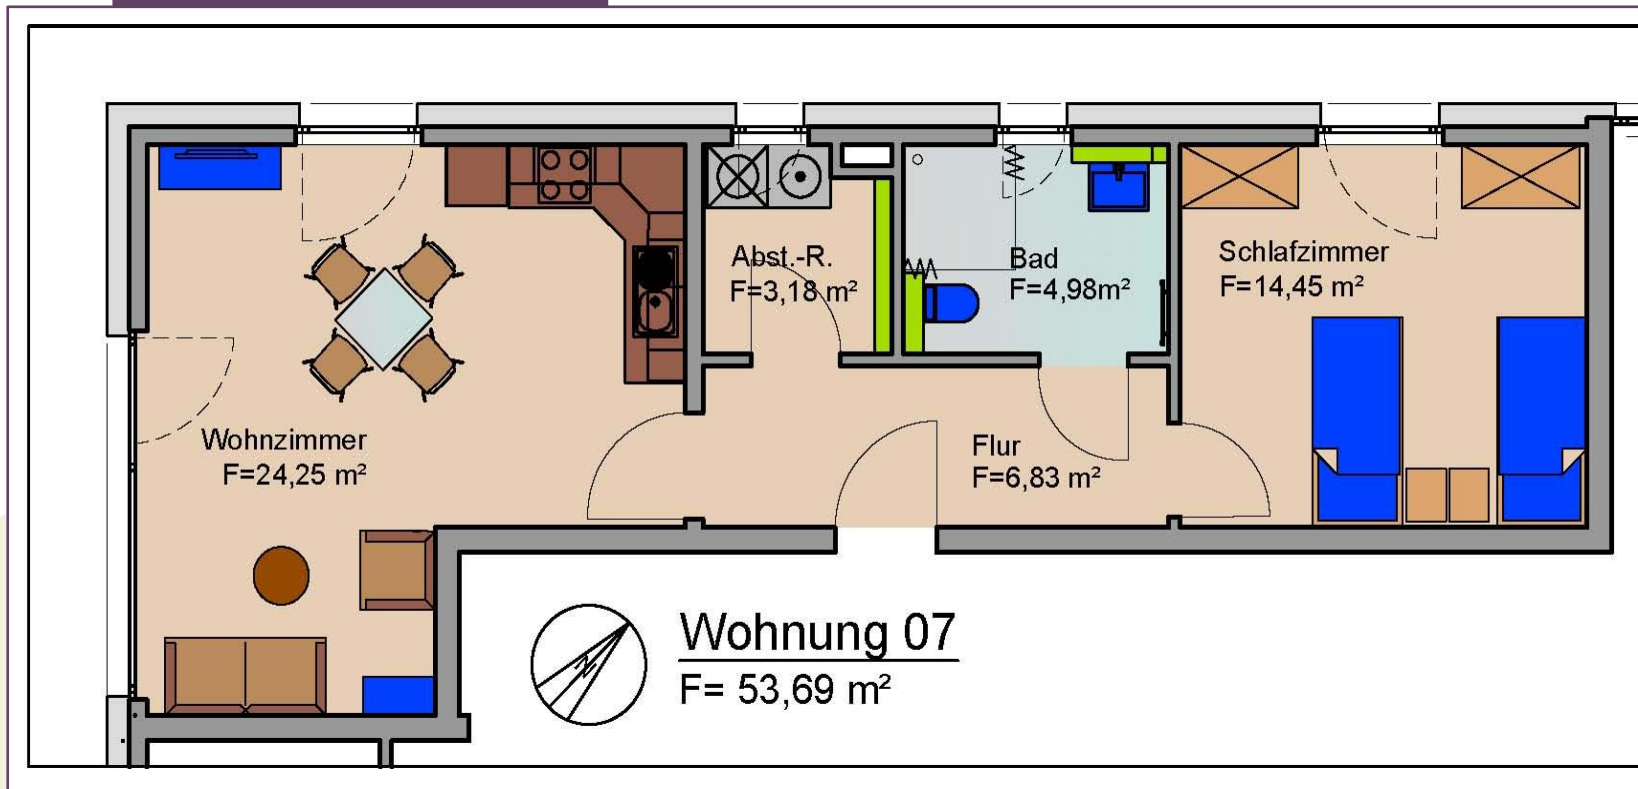 Abst.-R.
F=3,18 m²
Bad
F=4,98m²
Schlafzimmer
F=14,45 m²
Wohnzimmer
F=24,25 m²
Flur
F=6,83 m²
N
Wohnung 07
F= 53,69 m²